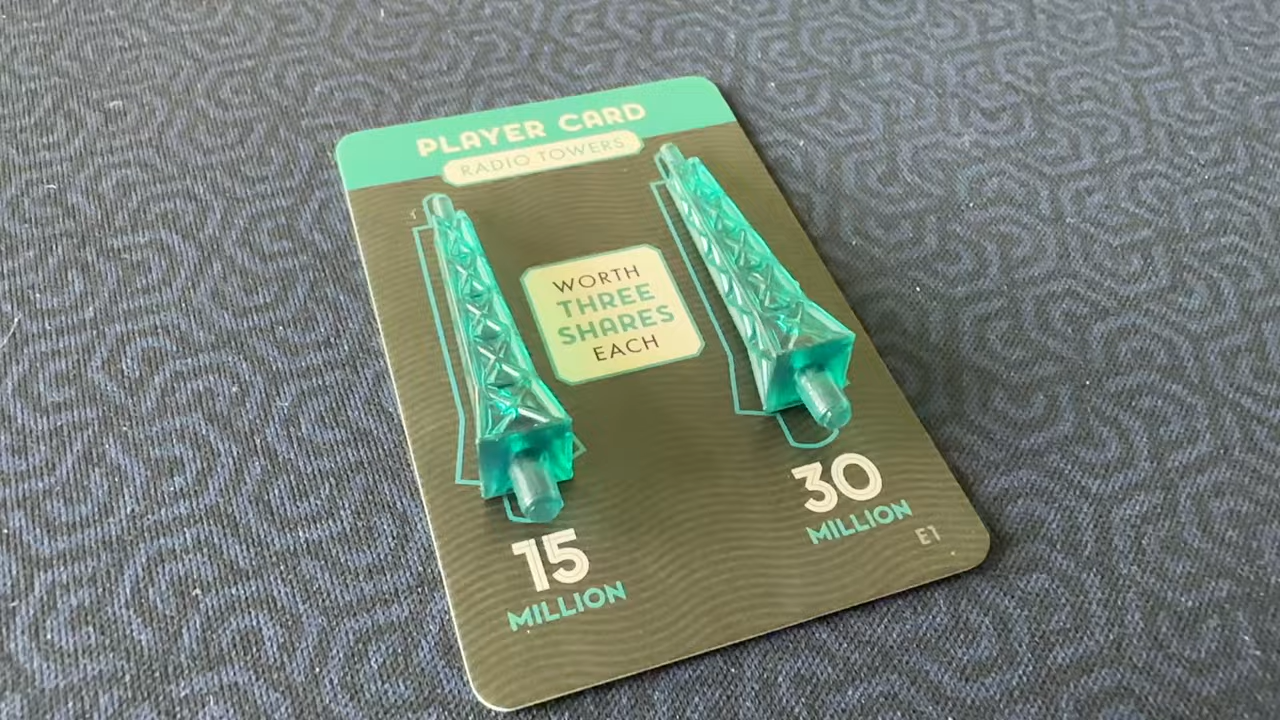 PLAYER CARD
RADIO TOWERS
WORTH
THREE
SHARES
EACH
15
MILLION
30
MILLION
E1